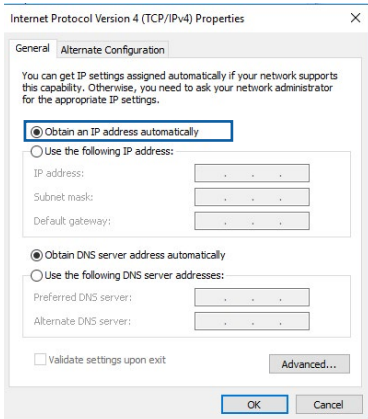 Internet Protocol Version 4 (TCP/IPv4) Properties
General Alternate Configuration
You can get IP settings assigned automatically if your network supports
this capability. Otherwise, you need to ask your network administrator
for the appropriate IP settings.
Obtain an IP address automatically
Use the following IP address:
IP address:
Subnet mask:
Default gateway:
Obtain DNS server address automatically
Use the following DNS server addresses:
Preferred DNS server:
Alternate DNS server:
Validate settings upon exit
Advanced...
OK Cancel